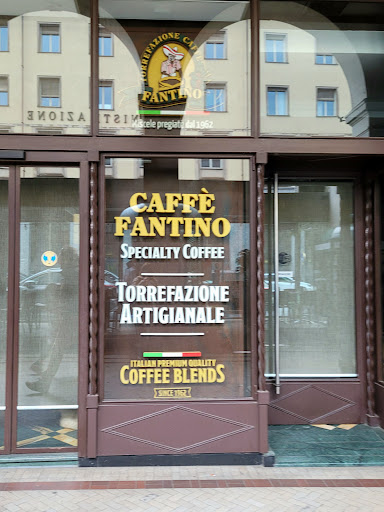 TORREFAZIONE CAFFÈ
FANTINO
Miscele pregiate dal 1962
NISTRAZIONE
CAFFÈ
FANTINO
SPECIALTY COFFEE
TORREFAZIONE
ARTIGIANALE
ITALIAN PREMIUM QUALITY
COFFEE BLENDS
SINCE 1962